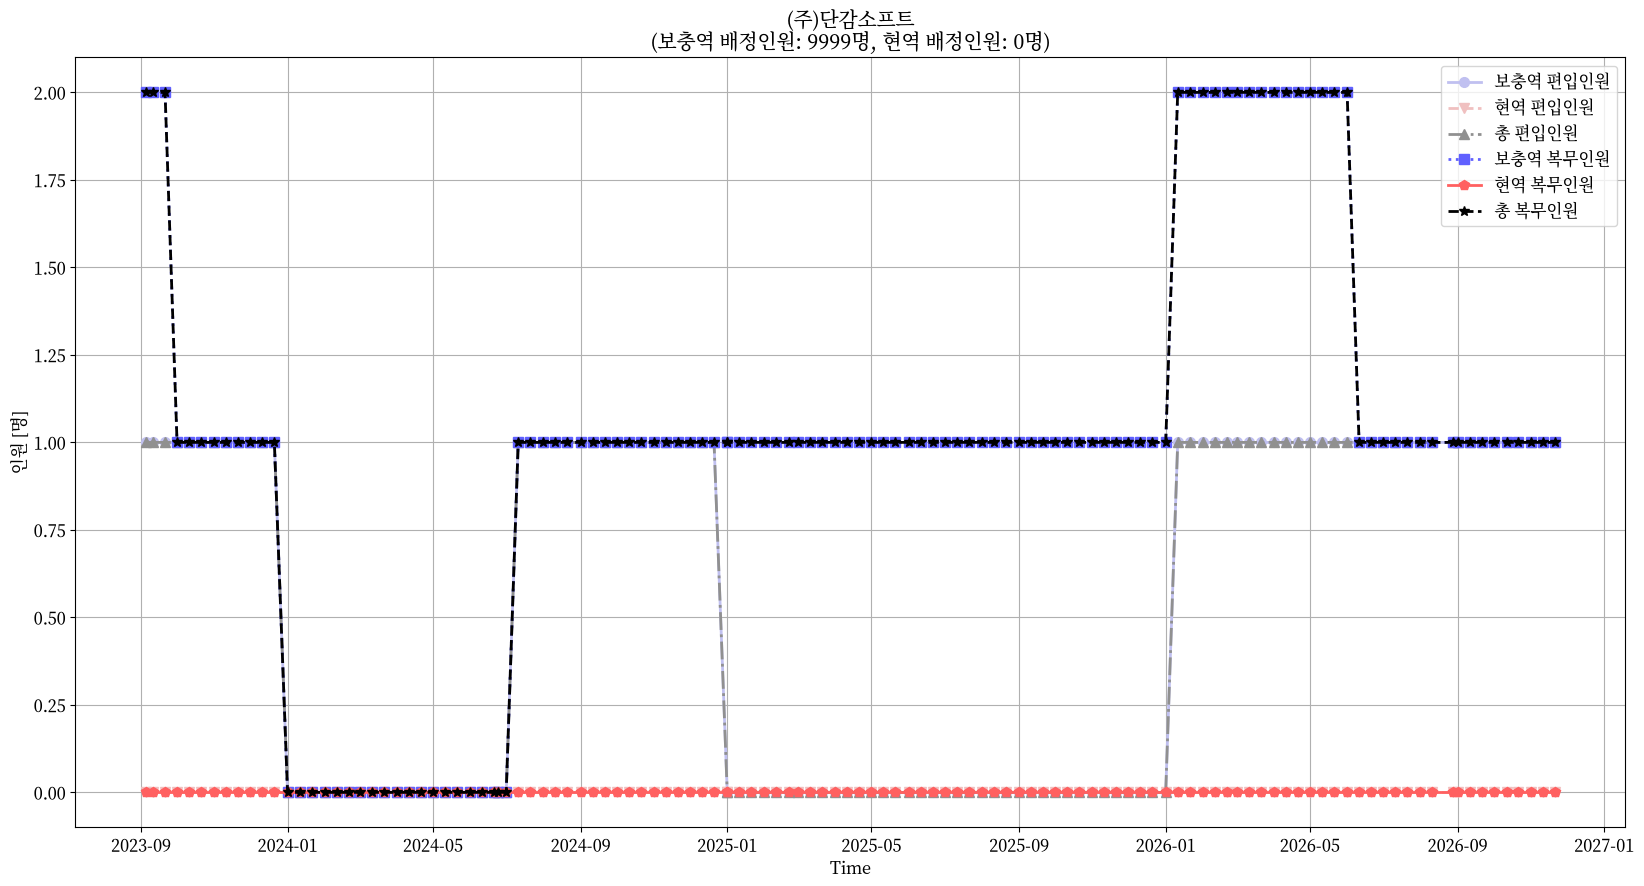 (주)단감소프트
(보충역 배정인원: 9999명, 현역 배정인원: 0명)
보충역 편입인원
현역 편입인원
총 편입인원
보충역 복무인원
현역 복무인원
총 복무인원
인원 [명]
2.00
1.75
1.50
1.25
1.00
0.75
0.50
0.25
0.00
2023-09
2024-01
2024-05
2024-09
2025-01
2025-05
2025-09
2026-01
2026-05
2026-09
2027-01
Time